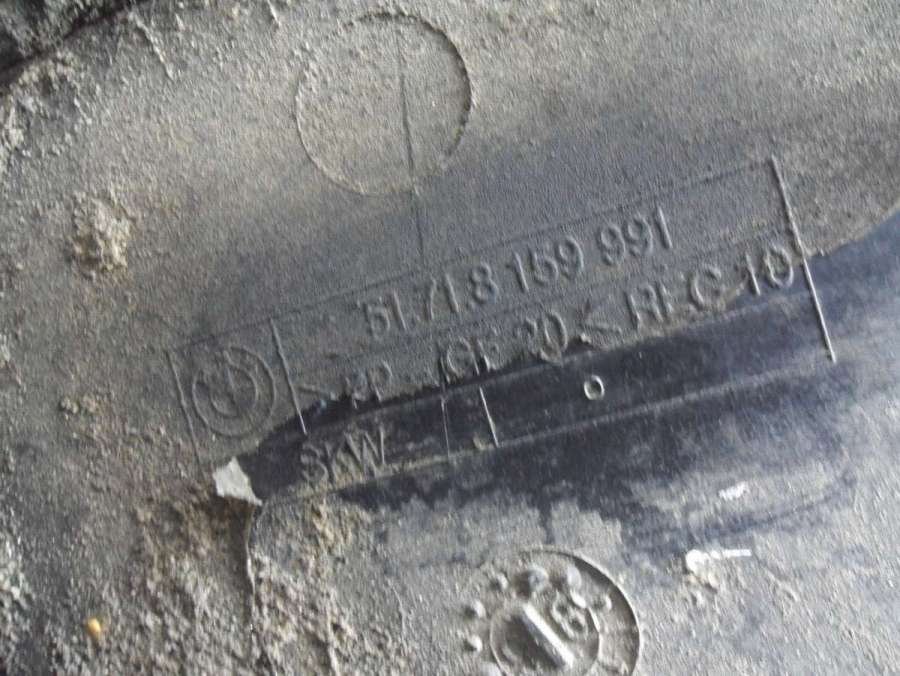 51.71 8 159 991
>PP - GF 20 < REC 10
SKW